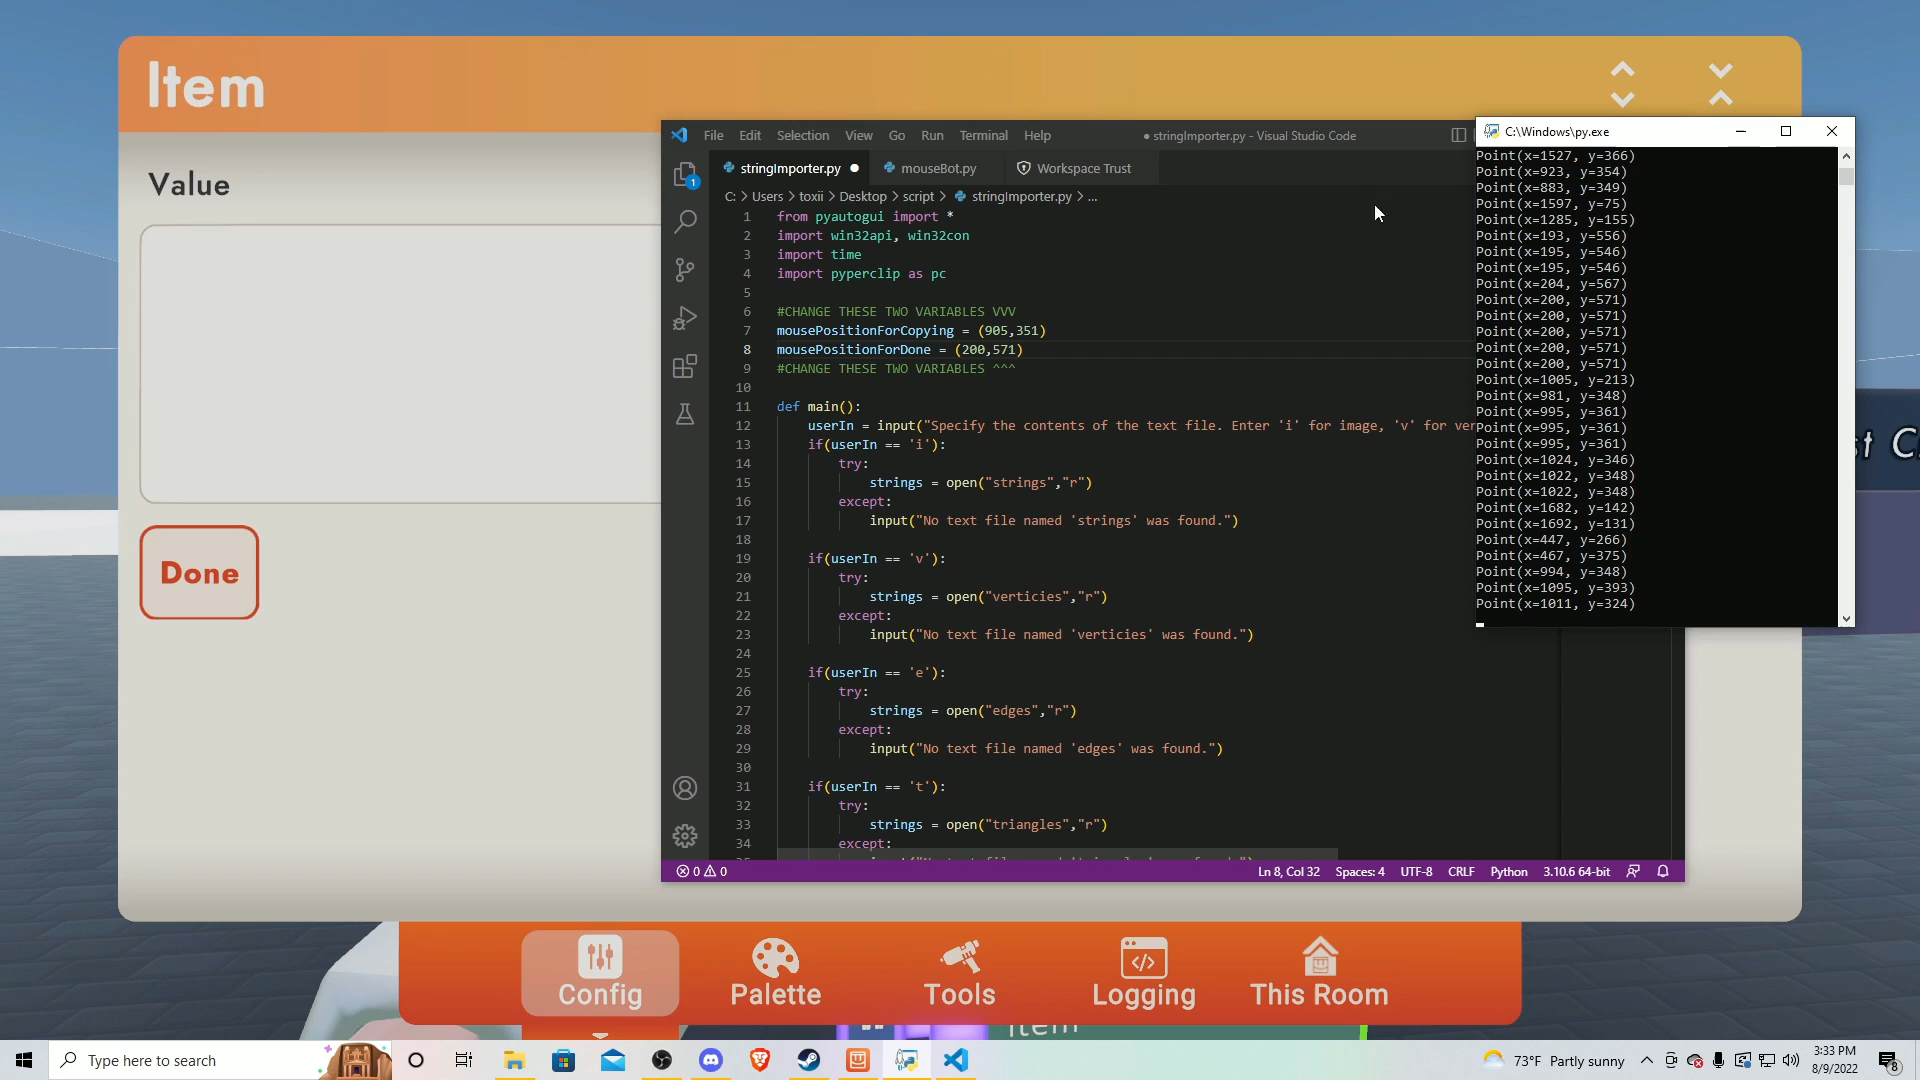 Item
Value
Done
File Edit Selection View Go Run Terminal Help
● stringImporter.py - Visual Studio Code
stringImporter.py ●
mouseBot.py
Workspace Trust
1
C: > Users > toxii > Desktop > script > stringImporter.py > ...
1 from pyautogui import *
2 import win32api, win32con
3 import time
4 import pyperclip as pc
5
6 #CHANGE THESE TWO VARIABLES VVV
7 mousePositionForCopying = (905,351)
8 mousePositionForDone = (200,571)
9 #CHANGE THESE TWO VARIABLES ^^^
10
11 def main():
12 userIn = input("Specify the contents of the text file. Enter 'i' for image, 'v' for ver
13 if(userIn == 'i'):
14 try:
15 strings = open("strings","r")
16 except:
17 input("No text file named 'strings' was found.")
18
19 if(userIn == 'v'):
20 try:
21 strings = open("verticies","r")
22 except:
23 input("No text file named 'verticies' was found.")
24
25 if(userIn == 'e'):
26 try:
27 strings = open("edges","r")
28 except:
29 input("No text file named 'edges' was found.")
30
31 if(userIn == 't'):
32 try:
33 strings = open("triangles","r")
34 except:
0 0
Ln 8, Col 32 Spaces: 4 UTF-8 CRLF Python 3.10.6 64-bit
C:\Windows\py.exe
Point(x=1527, y=366)
Point(x=923, y=354)
Point(x=883, y=349)
Point(x=1597, y=75)
Point(x=1285, y=155)
Point(x=193, y=556)
Point(x=195, y=546)
Point(x=195, y=546)
Point(x=204, y=567)
Point(x=200, y=571)
Point(x=200, y=571)
Point(x=200, y=571)
Point(x=200, y=571)
Point(x=200, y=571)
Point(x=1005, y=213)
Point(x=981, y=348)
Point(x=995, y=361)
Point(x=995, y=361)
Point(x=995, y=361)
Point(x=1024, y=346)
Point(x=1022, y=348)
Point(x=1022, y=348)
Point(x=1682, y=142)
Point(x=1692, y=131)
Point(x=447, y=266)
Point(x=467, y=375)
Point(x=994, y=348)
Point(x=1095, y=393)
Point(x=1011, y=324)
Config
Palette
Tools
Logging
This Room
Item
Type here to search
73°F Partly sunny
3:33 PM
8/9/2022
8